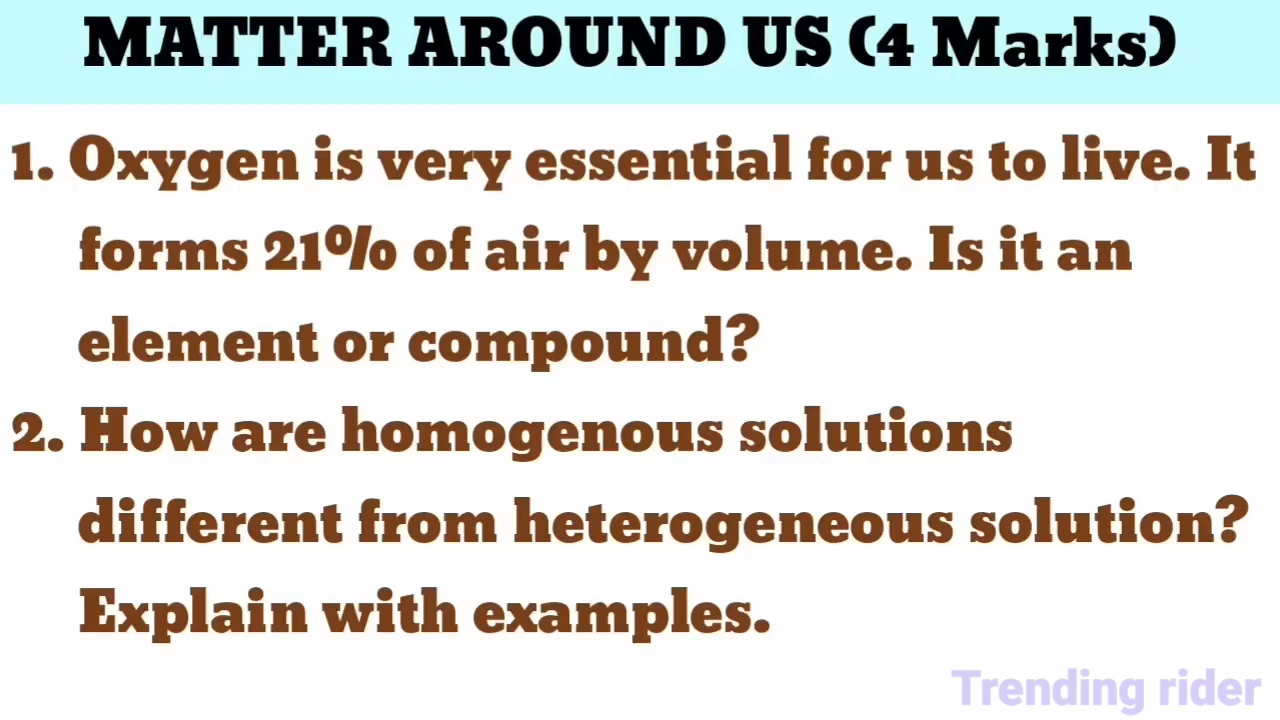 MATTER AROUND US (4 Marks)
1. Oxygen is very essential for us to live. It
forms 21% of air by volume. Is it an
element or compound?
2. How are homogenous solutions
different from heterogeneous solution?
Explain with examples.
Trending rider